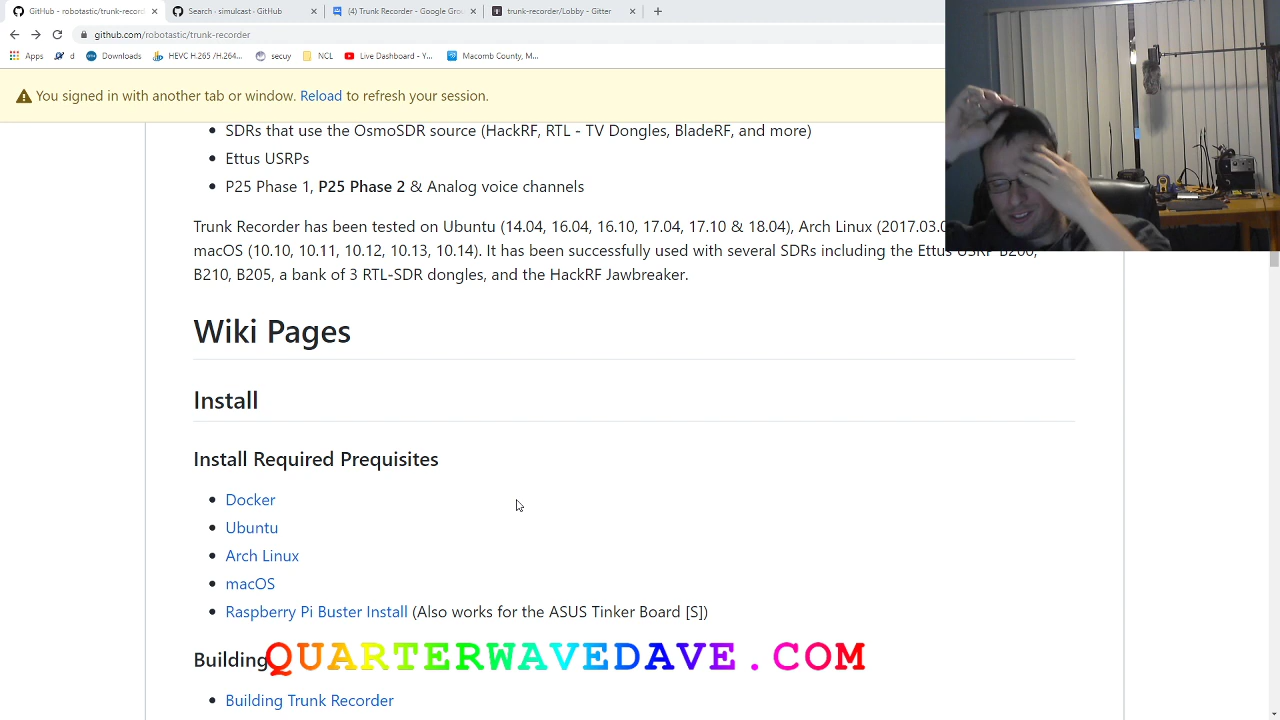 GitHub - robotastic/trunk-record
Search · simulcast · GitHub
(4) Trunk Recorder - Google Gro
trunk-recorder/Lobby - Gitter
github.com/robotastic/trunk-recorder
Apps
d
Downloads
HEVC H.265 /H.264...
secuy
NCL
Live Dashboard - Y...
Macomb County, M...
You signed in with another tab or window. Reload to refresh your session.
SDRs that use the OsmoSDR source (HackRF, RTL - TV Dongles, BladeRF, and more)
Ettus USRPs
P25 Phase 1, P25 Phase 2 & Analog voice channels
Trunk Recorder has been tested on Ubuntu (14.04, 16.04, 16.10, 17.04, 17.10 & 18.04), Arch Linux (2017.03.0
macOS (10.10, 10.11, 10.12, 10.13, 10.14). It has been successfully used with several SDRs including the Ettus USRP B200,
B210, B205, a bank of 3 RTL-SDR dongles, and the HackRF Jawbreaker.
Wiki Pages
Install
Install Required Prequisites
Docker
Ubuntu
Arch Linux
macOS
Raspberry Pi Buster Install (Also works for the ASUS Tinker Board [S])
Building
QUARTERWAVEDAVE.COM
Building Trunk Recorder